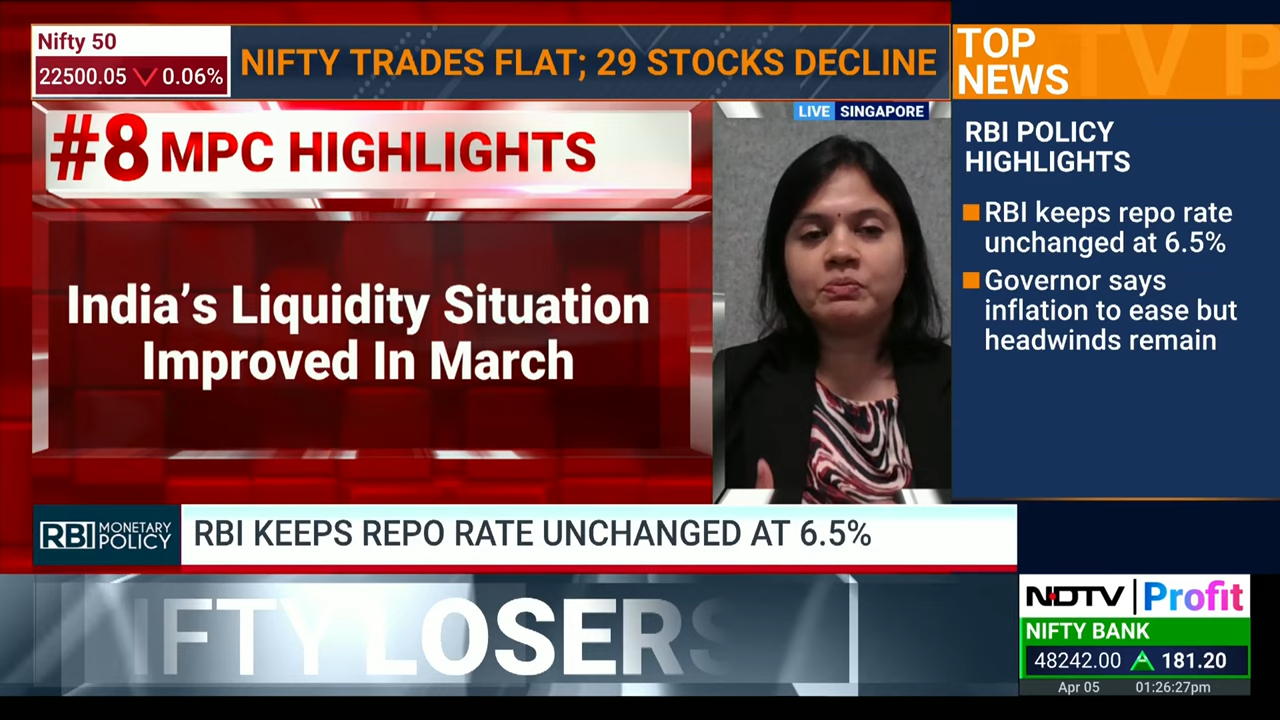 Nifty 50
22500.05 0.06%
NIFTY TRADES FLAT; 29 STOCKS DECLINE
TOP
NEWS
#8 MPC HIGHLIGHTS
India's Liquidity Situation
Improved In March
LIVE SINGAPORE
RBI POLICY
HIGHLIGHTS
RBI keeps repo rate
unchanged at 6.5%
Governor says
inflation to ease but
headwinds remain
RBI MONETARY
POLICY
RBI KEEPS REPO RATE UNCHANGED AT 6.5%
NIFTY LOSERS
NDTV Profit
NIFTY BANK
48242.00 181.20
Apr 05 01:26:27pm